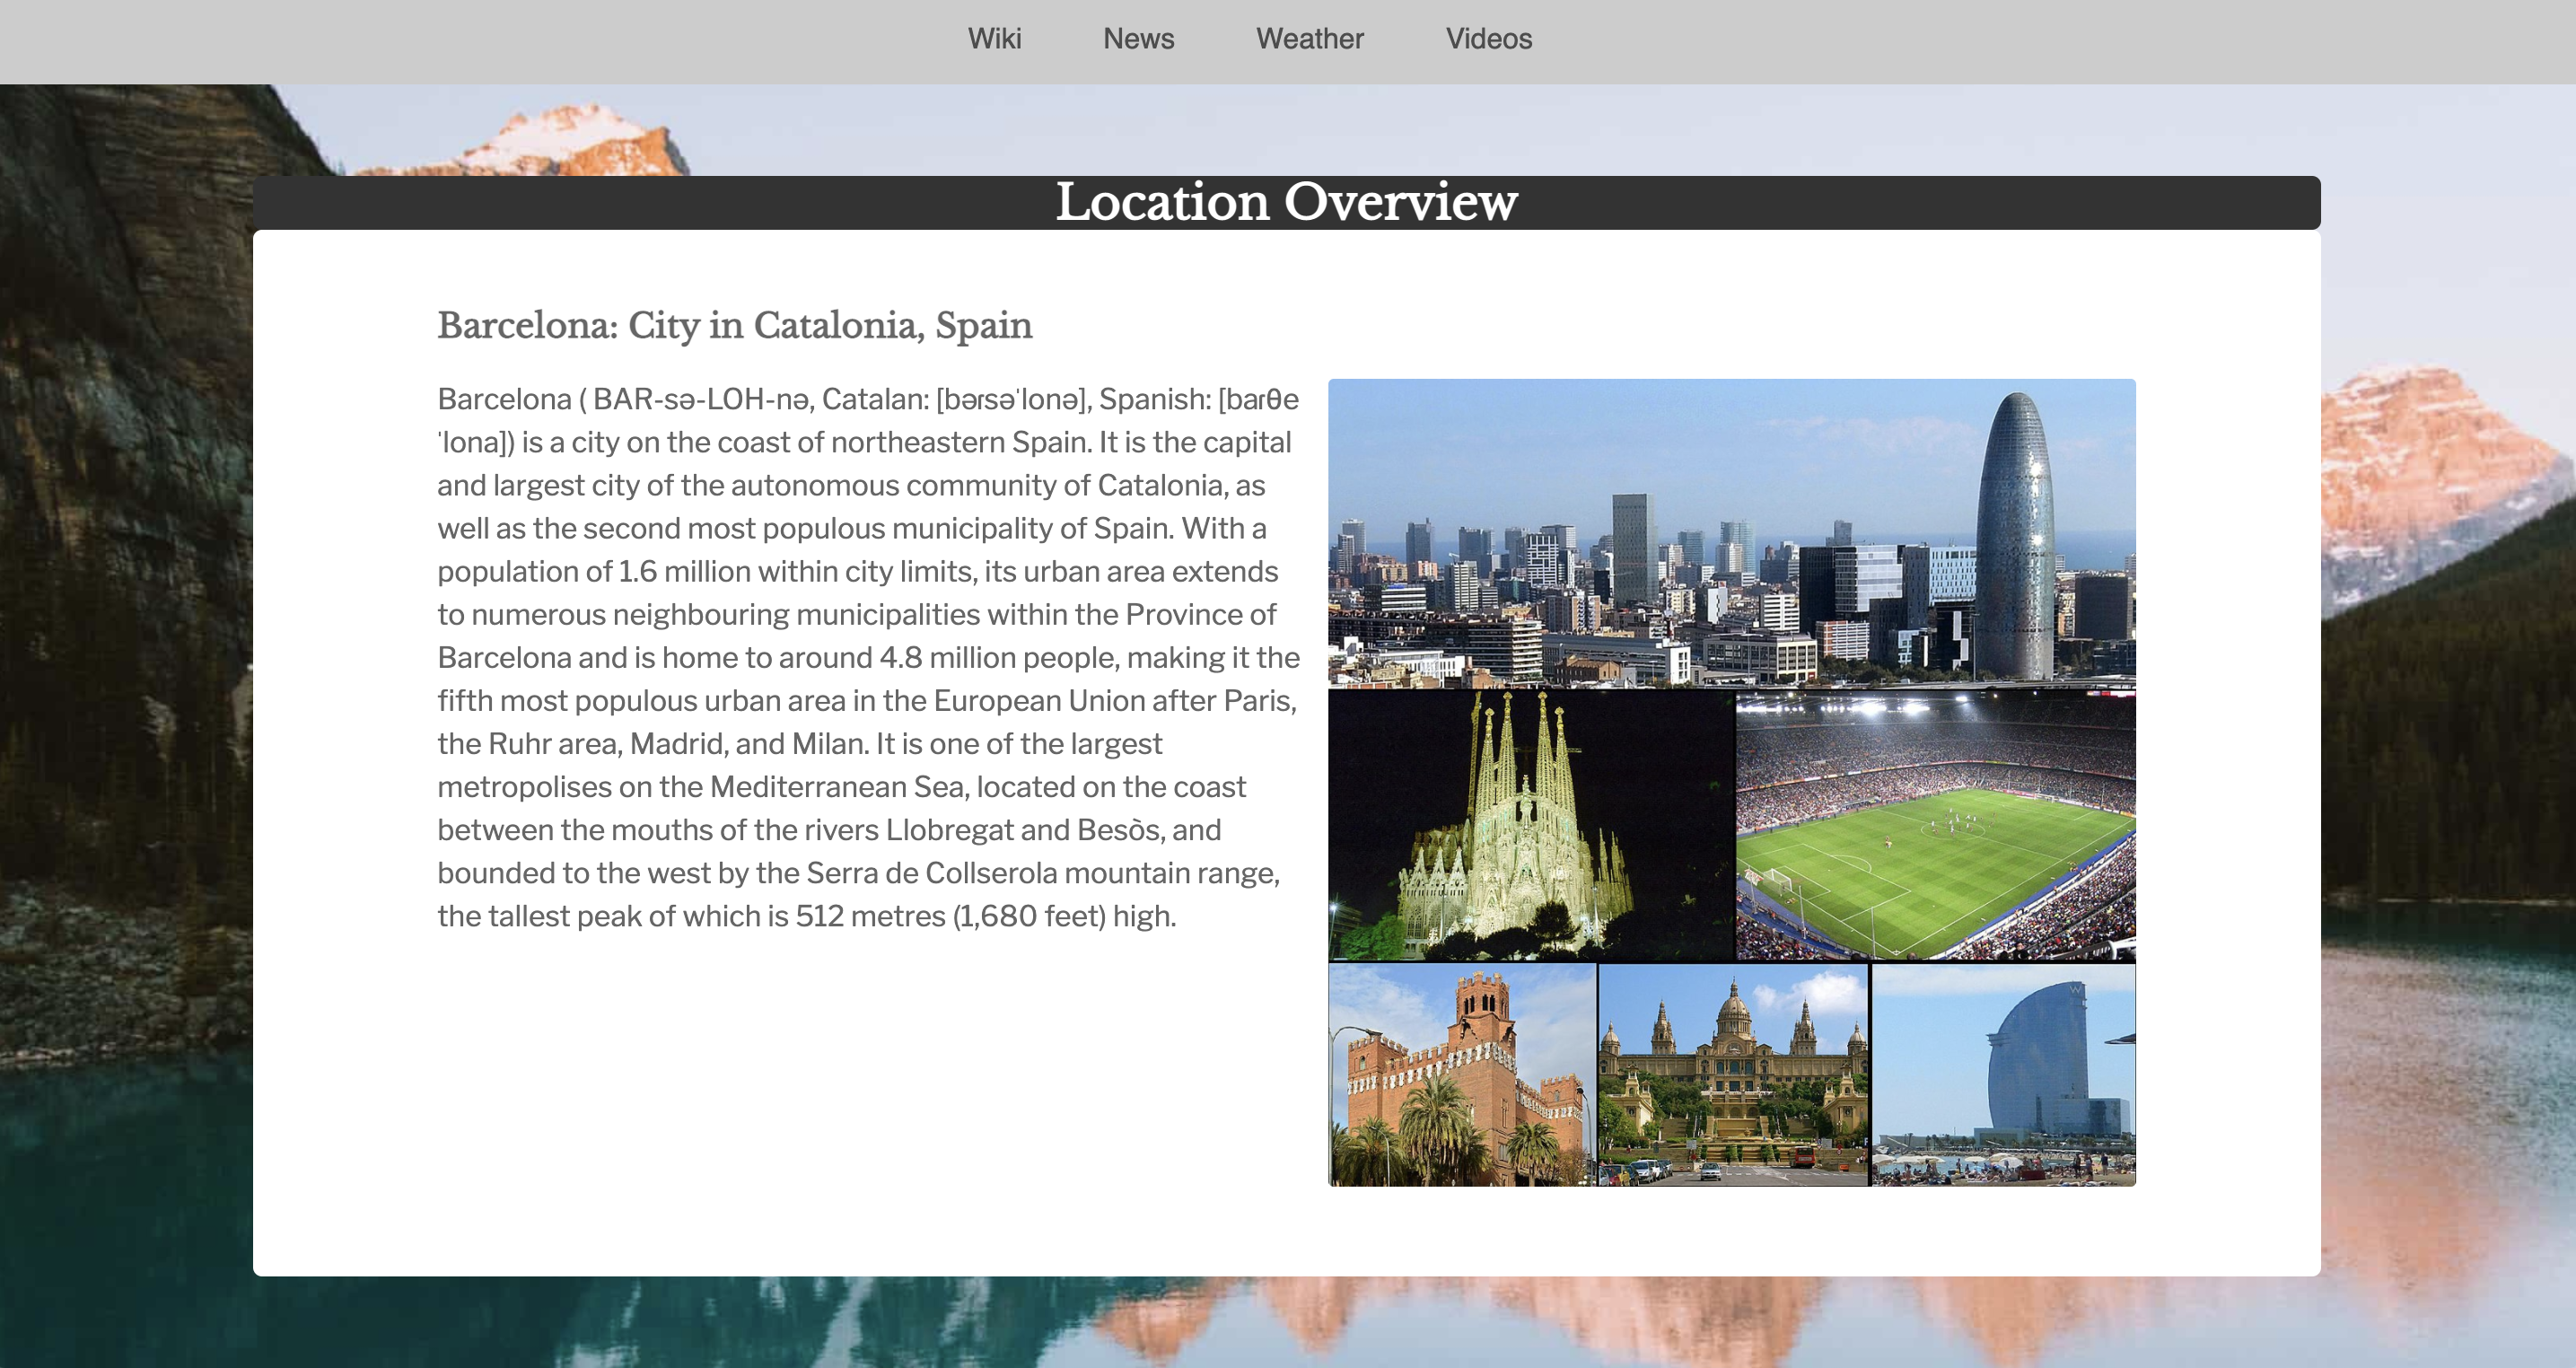 Wiki News Weather Videos
Location Overview
Barcelona: City in Catalonia, Spain
Barcelona ( BAR-sə-LOH-nə, Catalan: [bəɾsəˈlonə], Spanish: [baɾθe
ˈlona]) is a city on the coast of northeastern Spain. It is the capital
and largest city of the autonomous community of Catalonia, as
well as the second most populous municipality of Spain. With a
population of 1.6 million within city limits, its urban area extends
to numerous neighbouring municipalities within the Province of
Barcelona and is home to around 4.8 million people, making it the
fifth most populous urban area in the European Union after Paris,
the Ruhr area, Madrid, and Milan. It is one of the largest
metropolises on the Mediterranean Sea, located on the coast
between the mouths of the rivers Llobregat and Besòs, and
bounded to the west by the Serra de Collserola mountain range,
the tallest peak of which is 512 metres (1,680 feet) high.
W